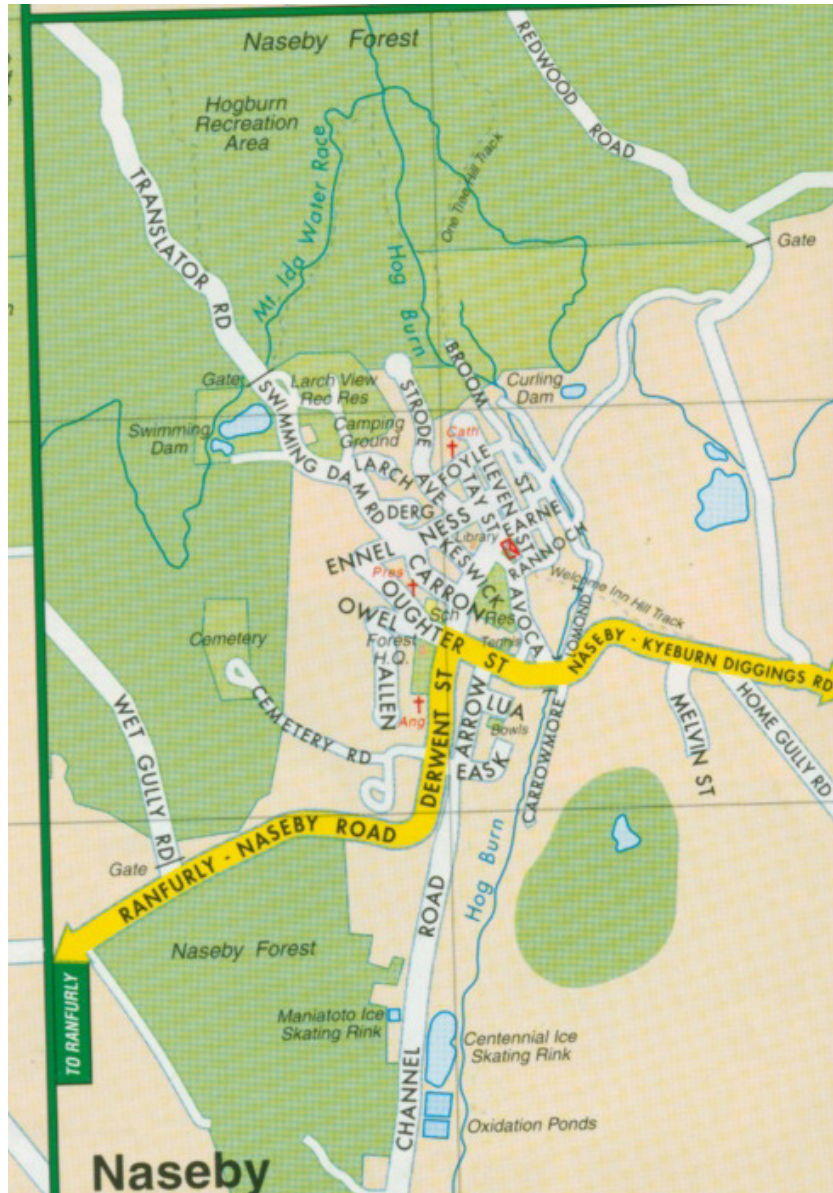 Naseby Forest
REDWOOD ROAD
Hogburn
Recreation
Area
TRANSLATOR RD
Mt. Ida Water Race
Hog Burn
One Tree Hill Track
Gate
Gate
Larch View
Rec Res
SWIMMING DAM RD
Swimming
Dam
Camping
Ground
STRODE
BROOM
Curling
Dam
Cath
LARCH AVE
FOYLE
LEVEN ST
ST
TAY ST
DERG
NESS
Library
EARNE
RANNOCH
ENNEL
KESWICK
Pres
CARRON
AVOCA
Welcome Inn Hill Track
OWEL
OUGHTER ST
Sch
Res
Tennis
LOMOND
NASEBY - KYEBURN DIGGINGS RD
Cemetery
Forest
H.Q.
ALLEN
Ang
CEMETERY RD
DERWENT ST
ARROW
LUA
Bowls
EASK
CARROWMORE
MELVIN ST
HOME GULLY RD
WET GULLY RD
Gate
RANFURLY - NASEBY ROAD
Hog Burn
Naseby Forest
TO RANFURLY
Maniatoto Ice
Skating Rink
CHANNEL ROAD
Centennial Ice
Skating Rink
Oxidation Ponds
Naseby